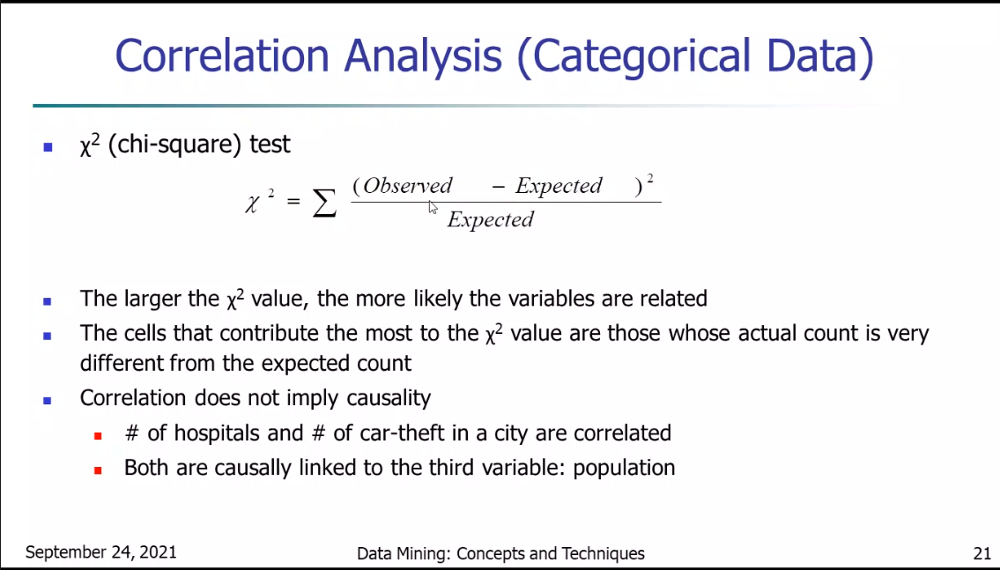 Correlation Analysis (Categorical Data)
χ² (chi-square) test
χ² = ∑ (Observed − Expected)² / Expected
The larger the χ² value, the more likely the variables are related
The cells that contribute the most to the χ² value are those whose actual count is very
different from the expected count
Correlation does not imply causality
# of hospitals and # of car-theft in a city are correlated
Both are causally linked to the third variable: population
September 24, 2021 Data Mining: Concepts and Techniques 21